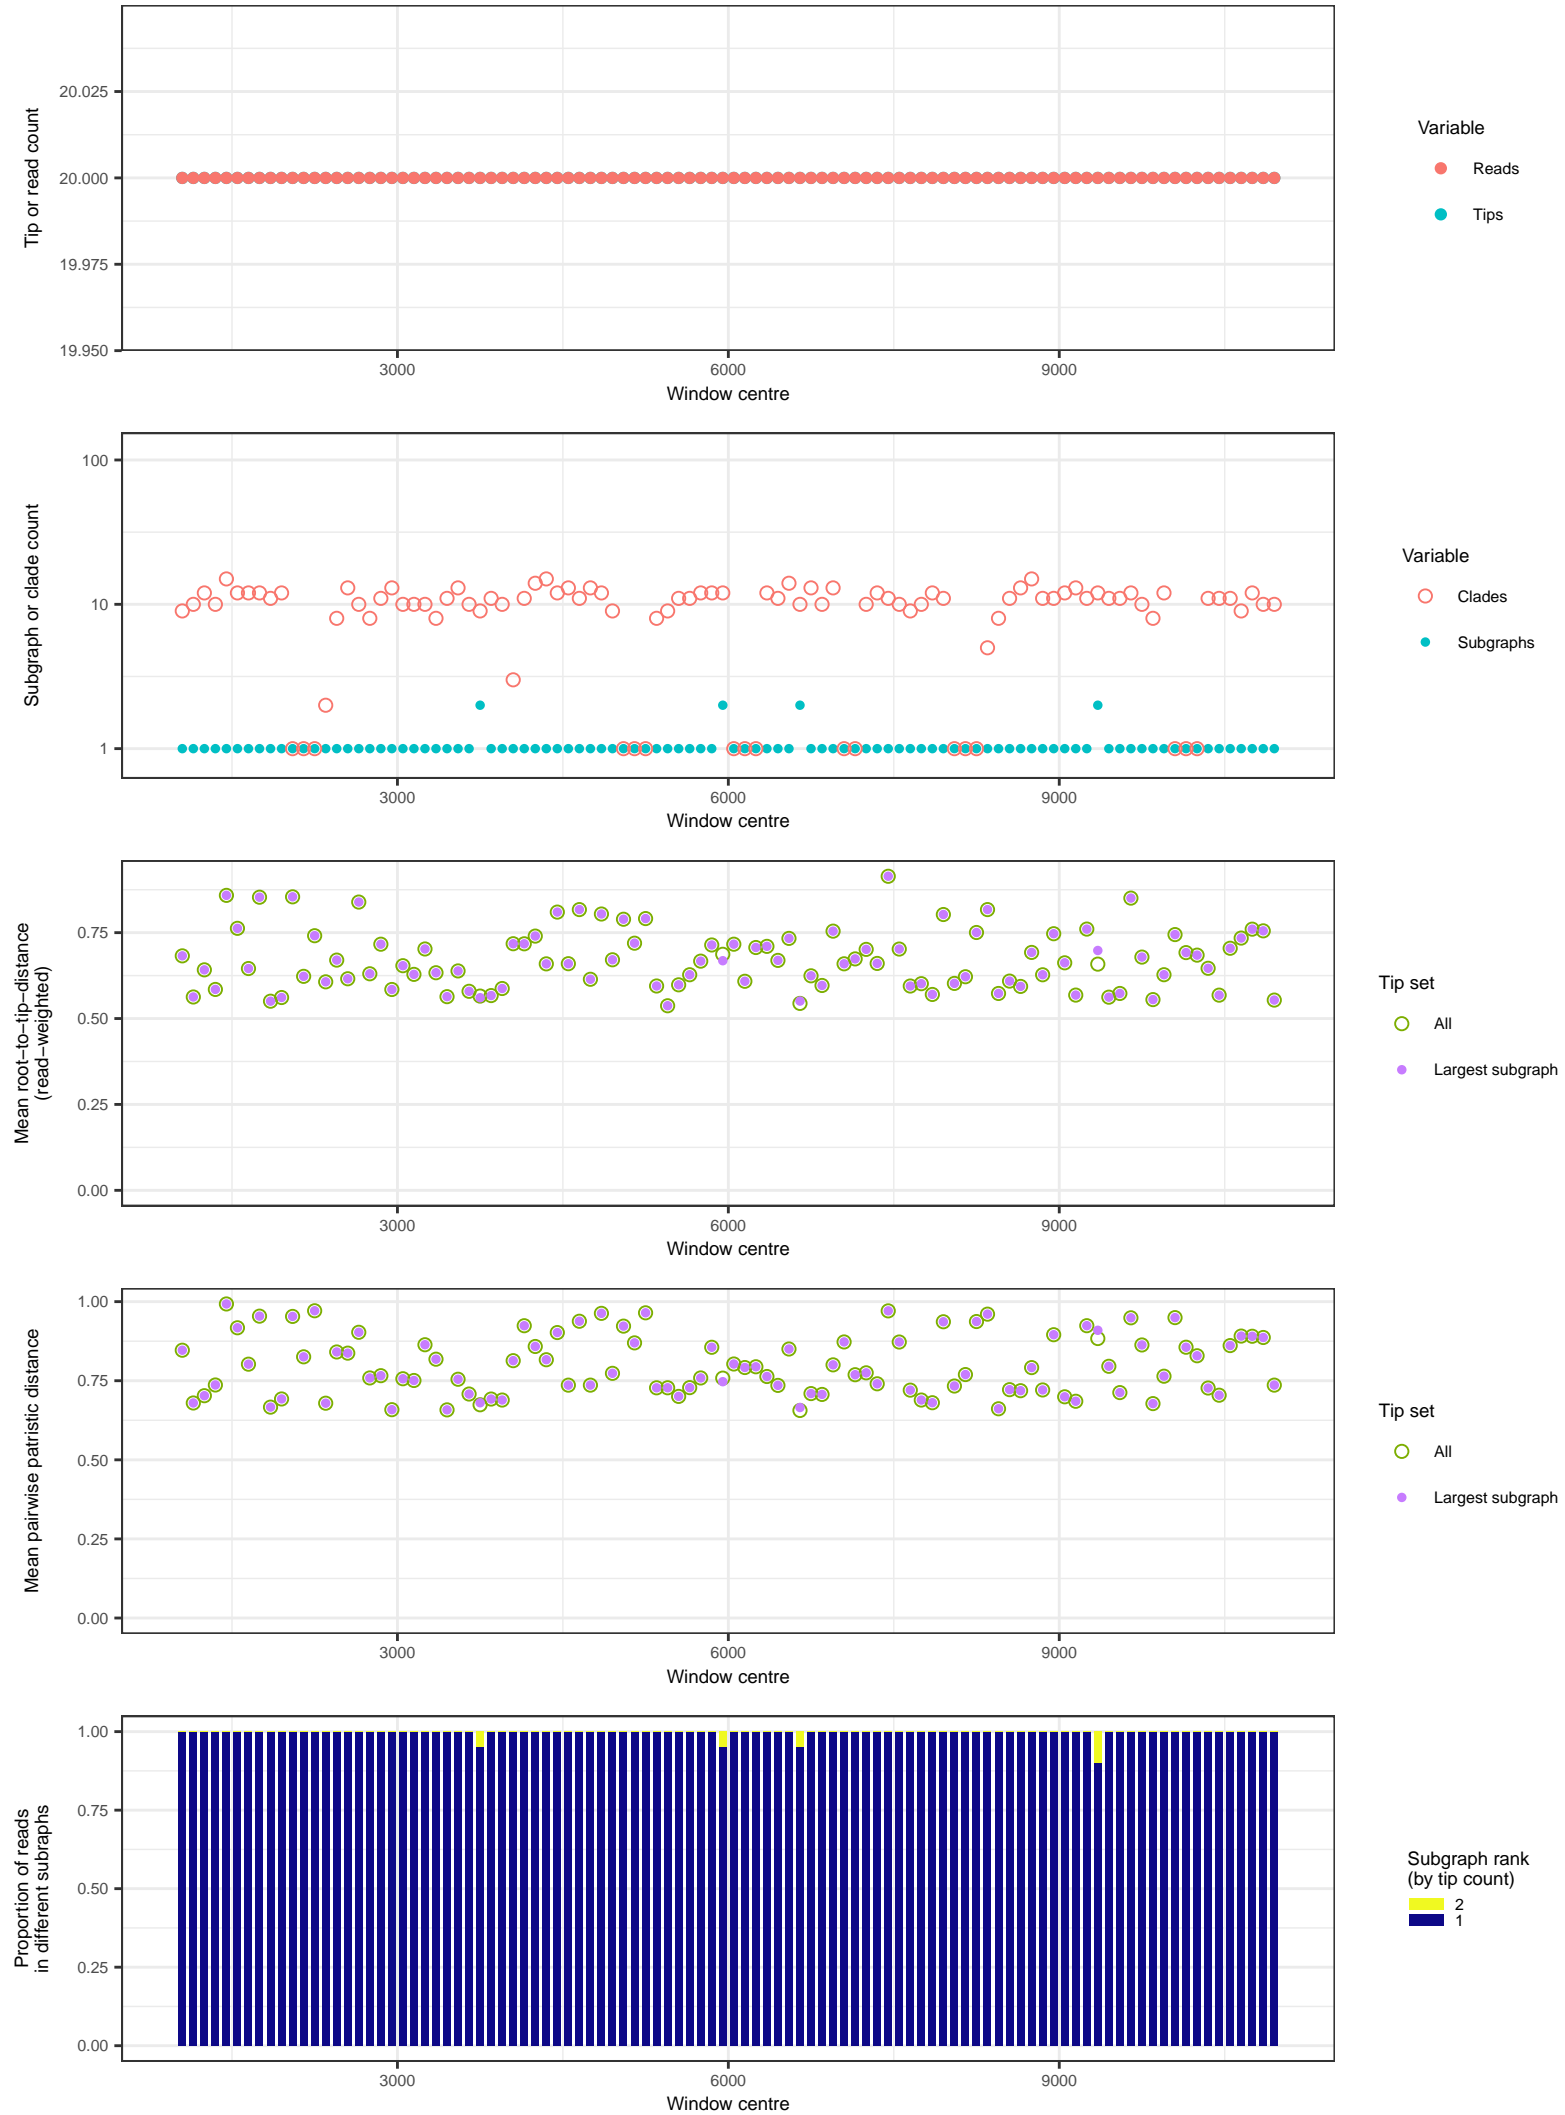 20.025
20.000
19.975
19.950
Tip or read count
3000 6000 9000
Window centre
Variable
Reads
Tips
100
10
1
Subgraph or clade count
3000 6000 9000
Window centre
Variable
Clades
Subgraphs
0.75
0.50
0.25
0.00
Mean root−to−tip−distance
(read−weighted)
3000 6000 9000
Window centre
Tip set
All
Largest subgraph
1.00
0.75
0.50
0.25
0.00
Mean pairwise patristic distance
3000 6000 9000
Window centre
Tip set
All
Largest subgraph
1.00
0.75
0.50
0.25
0.00
Proportion of reads
in different subraphs
3000 6000 9000
Window centre
Subgraph rank
(by tip count)
2
1